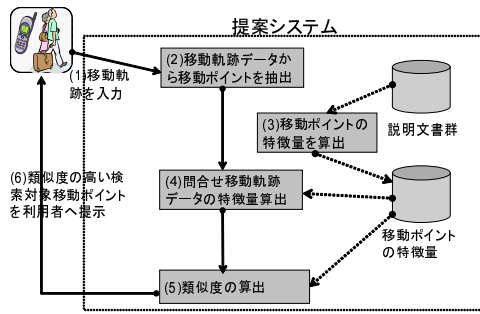 提案システム
(1)移動軌
跡を入力
(2)移動軌跡データか
ら移動ポイントを抽出
説明文書群
(3)移動ポイントの
特徴量を算出
(4)問合せ移動軌跡
データの特徴量算出
移動ポイント
の特徴量
(5)類似度の算出
(6)類似度の高い検
索対象移動ポイント
を利用者へ提示